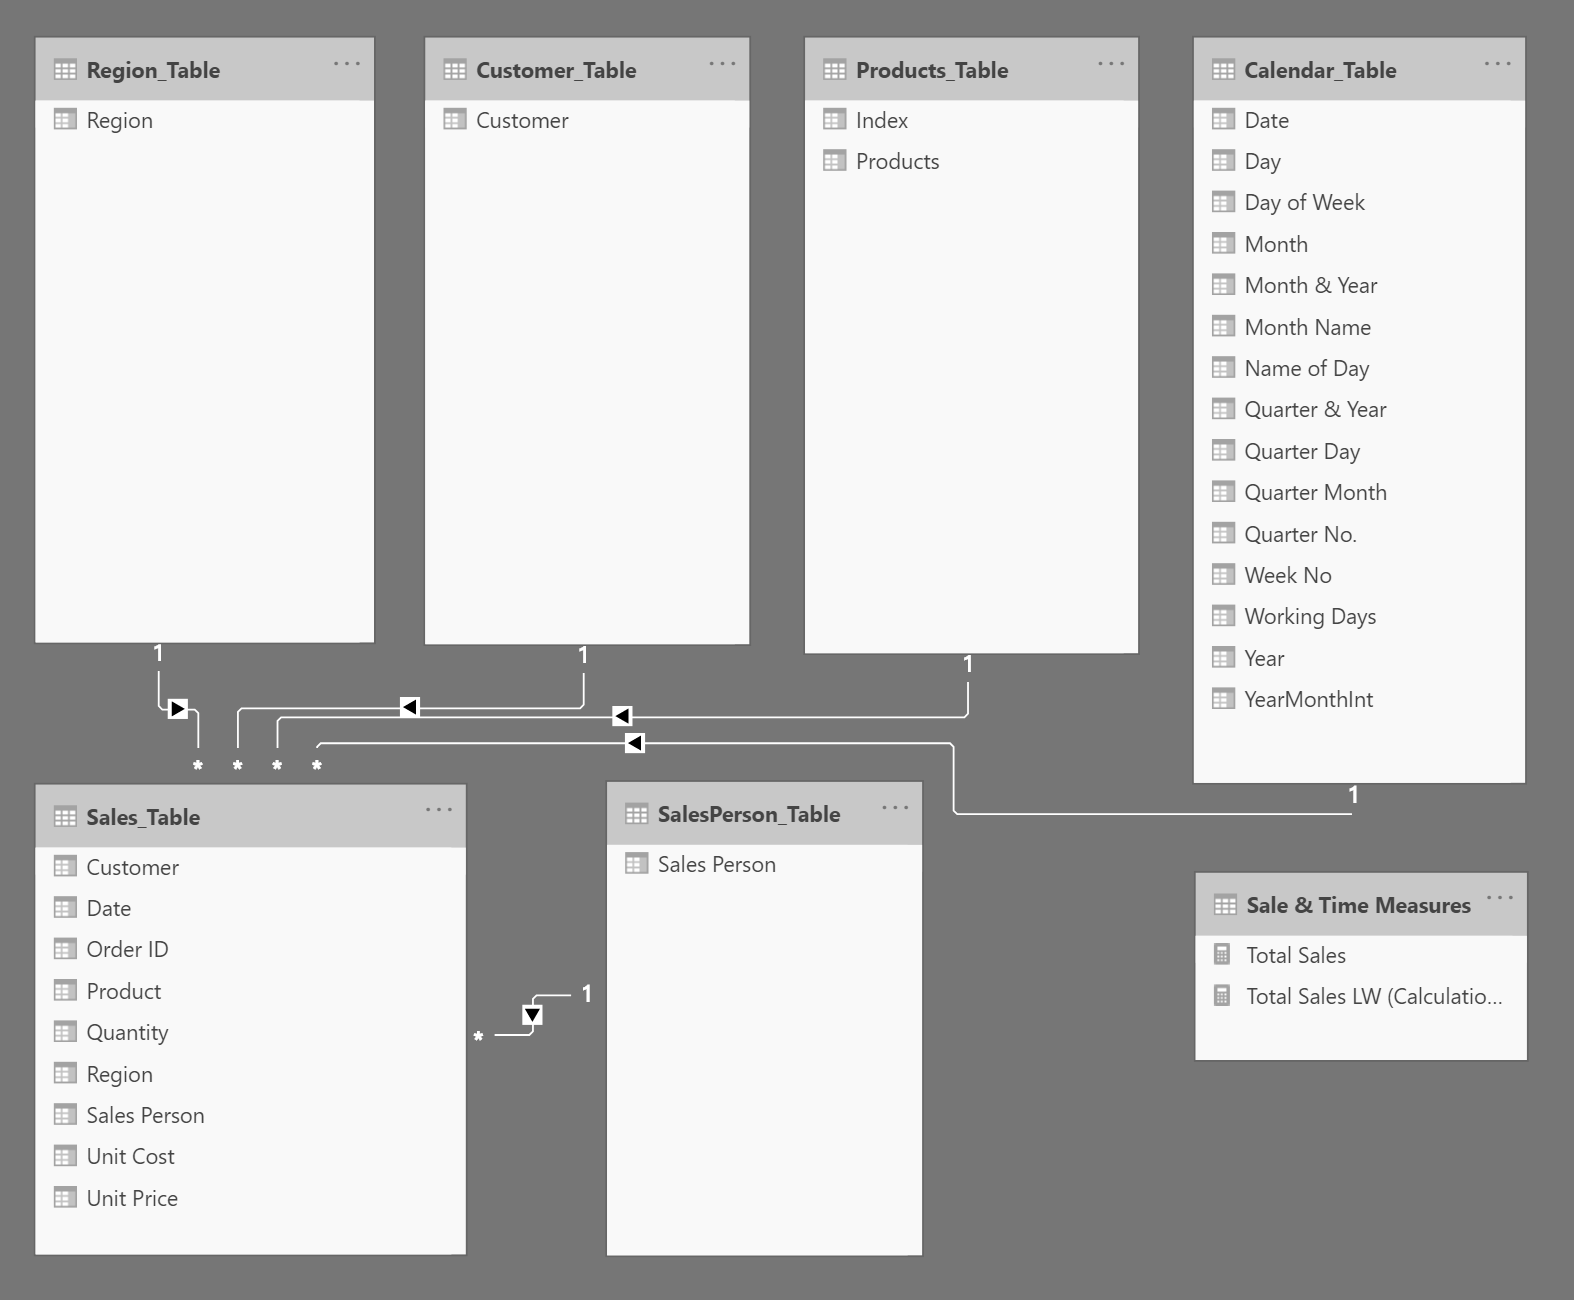 Region_Table
Region
Customer_Table
Customer
Products_Table
Index
Products
Calendar_Table
Date
Day
Day of Week
Month
Month & Year
Month Name
Name of Day
Quarter & Year
Quarter Day
Quarter Month
Quarter No.
Week No
Working Days
Year
YearMonthInt
1
1
1
1
*
*
*
*
Sales_Table
Customer
Date
Order ID
Product
Quantity
Region
Sales Person
Unit Cost
Unit Price
*
1
SalesPerson_Table
Sales Person
Sale & Time Measures
Total Sales
Total Sales LW (Calculatio...